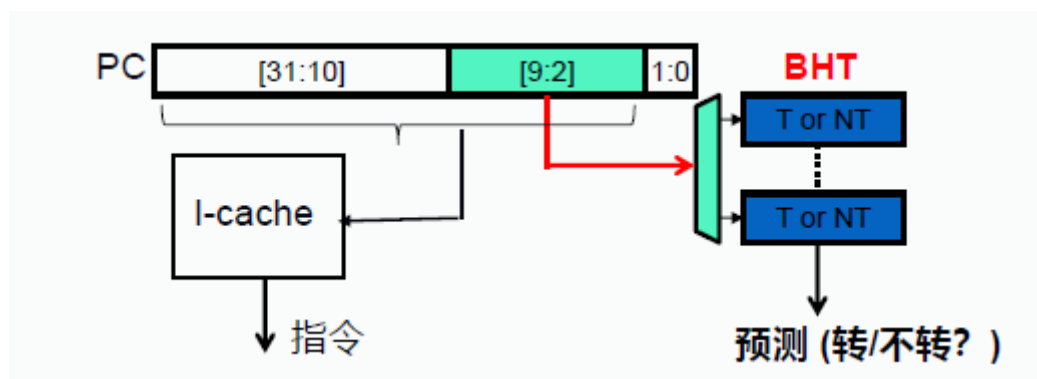 PC [31:10] [9:2] 1:0 BHT
T or NT
I-cache
T or NT
指令
预测 (转/不转？)